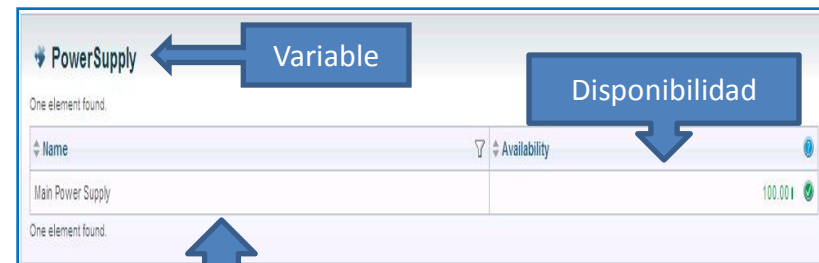 PowerSupply
Variable
One element found.
Disponibilidad
Name
Availability
Main Power Supply
100.00
One element found.